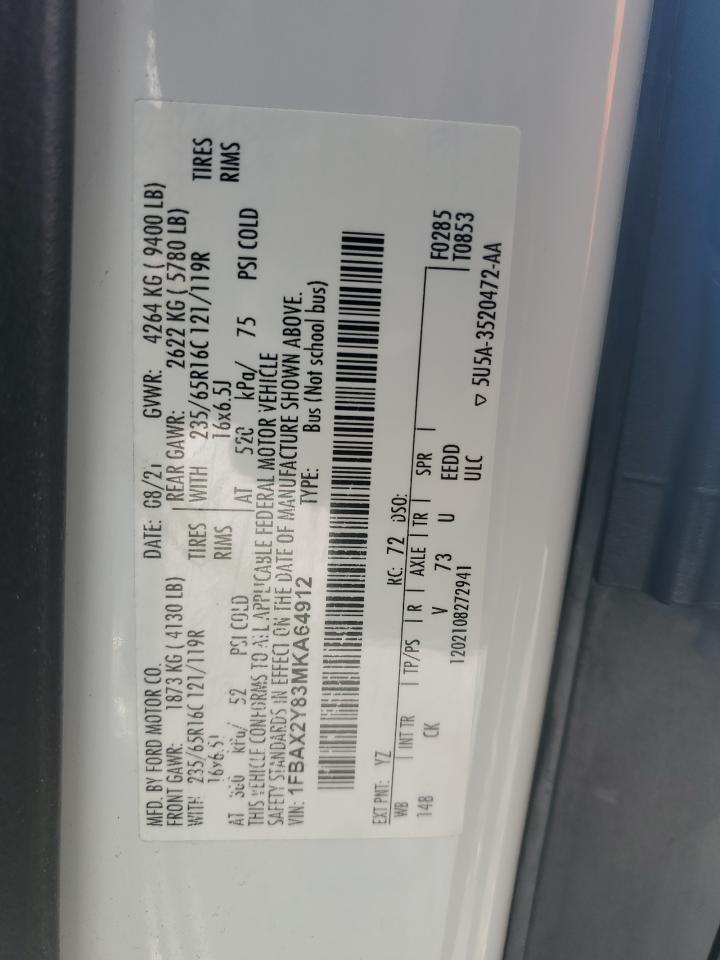 MFD. BY FORD MOTOR CO. DATE: 08/21 GVWR: 4264 KG ( 9400 LB)
FRONT GAWR: 1873 KG ( 4130 LB) REAR GAWR: 2622 KG ( 5780 LB)
WITH 235/65R16C 121/119R TIRES WITH 235/65R16C 121/119R TIRES
16x6.5J RIMS 16x6.5J RIMS
AT 360 kPa/ 52 PSI COLD AT 520 kPa/ 75 PSI COLD
THIS VEHICLE CONFORMS TO ALL APPLICABLE FEDERAL MOTOR VEHICLE
SAFETY STANDARDS IN EFFECT ON THE DATE OF MANUFACTURE SHOWN ABOVE.
VIN: 1FBAX2Y83MKA64912 TYPE: Bus (Not school bus)
EXT PNT: YZ RC: 72 DSO:
WB INT TR TP/PS R AXLE TR SPR F0285
148 CK V 73 U EEDD T0853
1202108272941 ULC
▽ 5U5A-3520472-AA